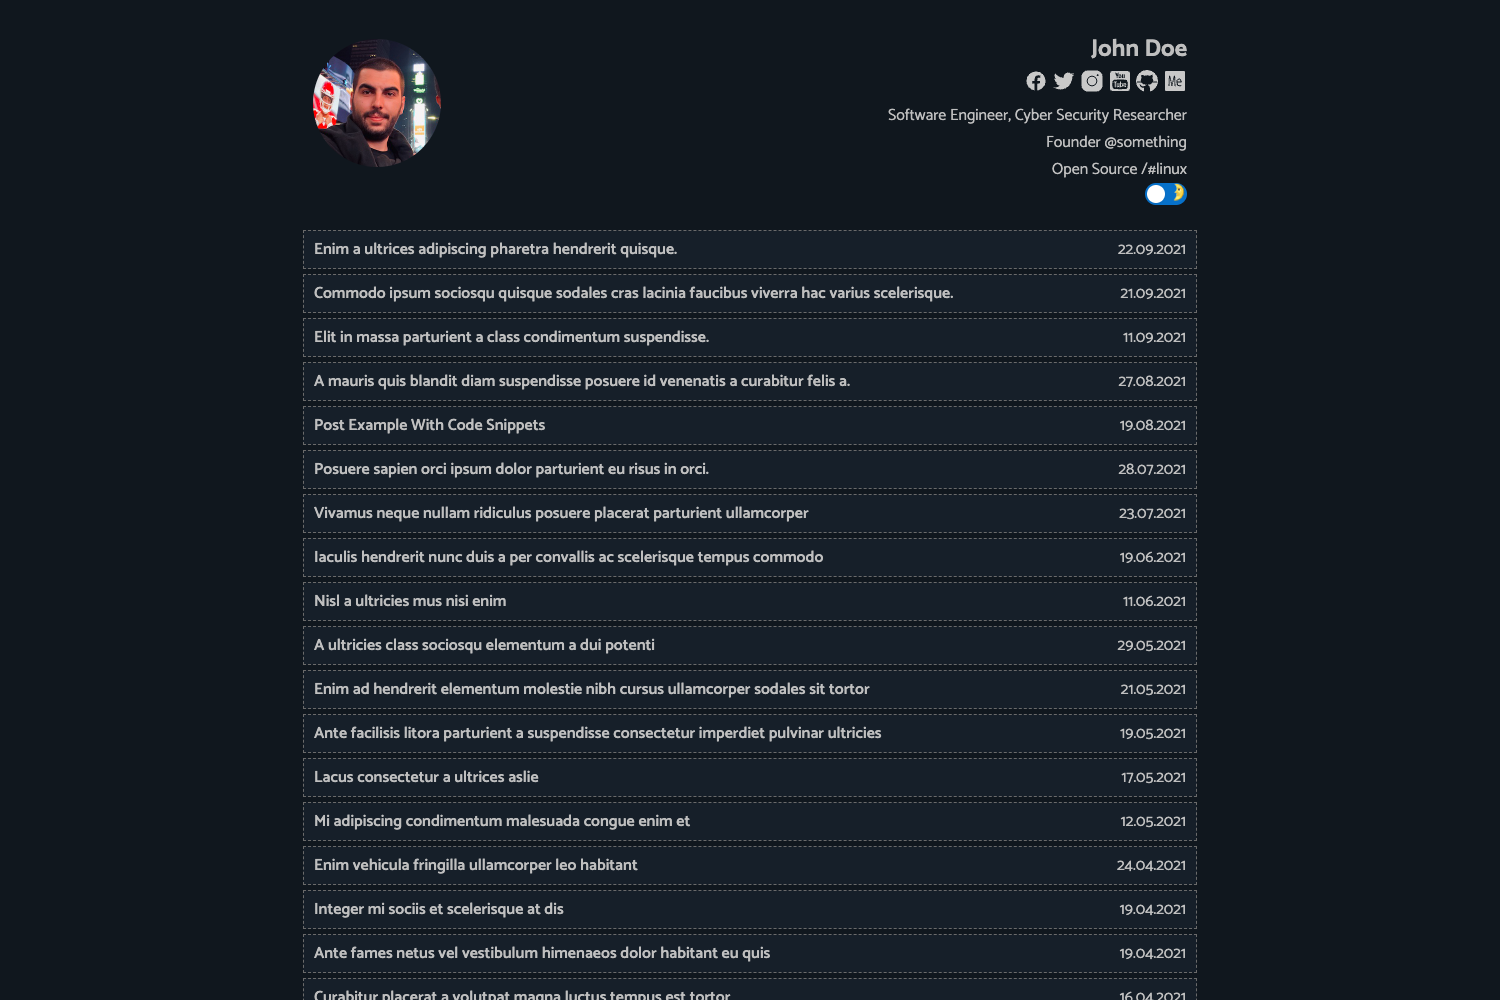 John Doe
You
Tube
Me
Software Engineer, Cyber Security Researcher
Founder @something
Open Source /#linux
Enim a ultrices adipiscing pharetra hendrerit quisque. 22.09.2021
Commodo ipsum sociosqu quisque sodales cras lacinia faucibus viverra hac varius scelerisque. 21.09.2021
Elit in massa parturient a class condimentum suspendisse. 11.09.2021
A mauris quis blandit diam suspendisse posuere id venenatis a curabitur felis a. 27.08.2021
Post Example With Code Snippets 19.08.2021
Posuere sapien orci ipsum dolor parturient eu risus in orci. 28.07.2021
Vivamus neque nullam ridiculus posuere placerat parturient ullamcorper 23.07.2021
Iaculis hendrerit nunc duis a per convallis ac scelerisque tempus commodo 19.06.2021
Nisl a ultricies mus nisi enim 11.06.2021
A ultricies class sociosqu elementum a dui potenti 29.05.2021
Enim ad hendrerit elementum molestie nibh cursus ullamcorper sodales sit tortor 21.05.2021
Ante facilisis litora parturient a suspendisse consectetur imperdiet pulvinar ultricies 19.05.2021
Lacus consectetur a ultrices aslie 17.05.2021
Mi adipiscing condimentum malesuada congue enim et 12.05.2021
Enim vehicula fringilla ullamcorper leo habitant 24.04.2021
Integer mi sociis et scelerisque at dis 19.04.2021
Ante fames netus vel vestibulum himenaeos dolor habitant eu quis 19.04.2021
Curabitur placerat a volutpat magna luctus tempus est tortor 16.04.2021